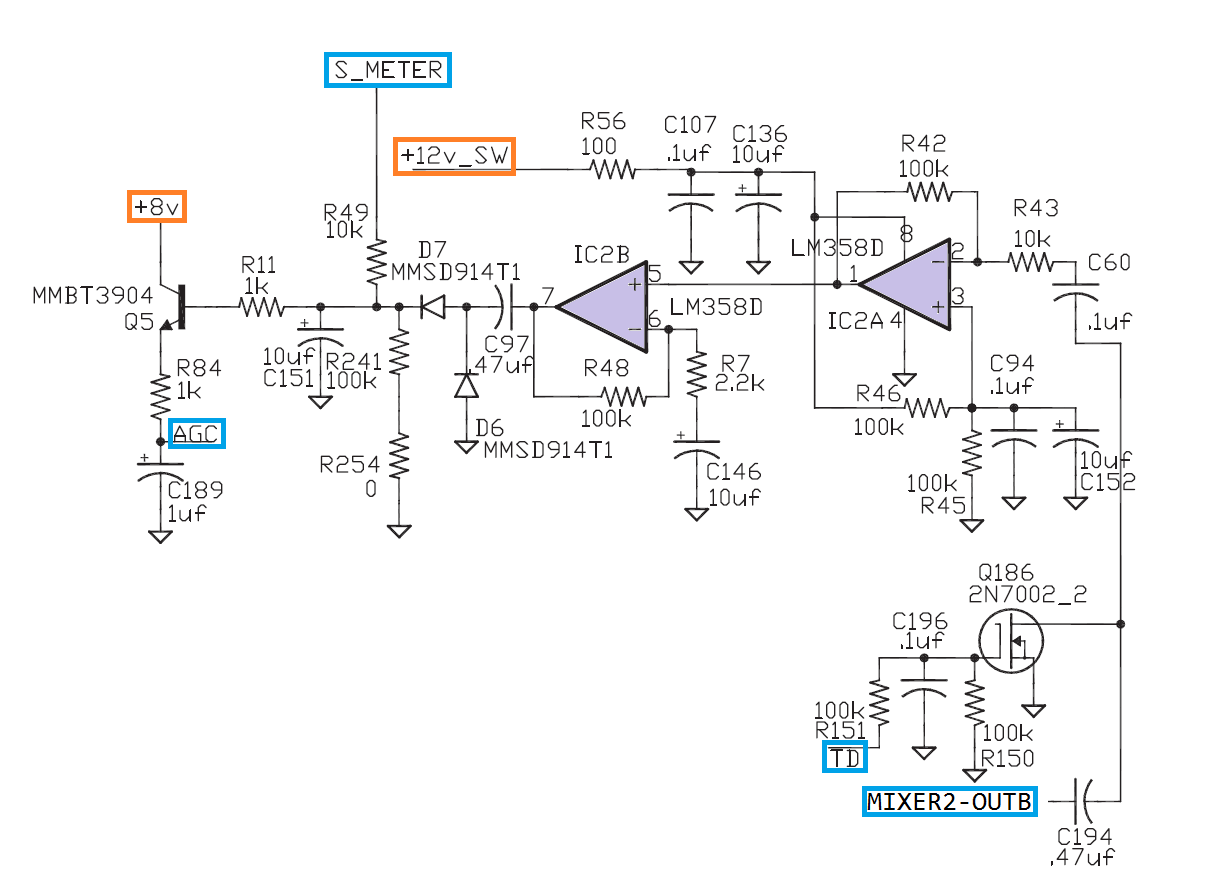 S_METER
+12v_SW
R56
100
C107
.1uf
C136
10uf
R42
100k
+8v
R49
10k
R43
10k
R11
1k
D7
MMSD914T1
IC2B
LM358D
8
2
C60
.1uf
MMBT3904
Q5
7
5
+
LM358D
1
-
+
3
IC2A
4
+
10uf
C151
R241
100k
C97
.47uf
-
6
R48
100k
R7
2.2k
R84
1k
AGC
D6
MMSD914T1
R46
100k
C94
.1uf
+
C189
1uf
R254
0
+
C146
10uf
100k
R45
+
10uf
C152
+
Q186
2N7002_2
C196
.1uf
100k
R151
TD
100k
R150
MIXER2-OUTB
C194
.47uf